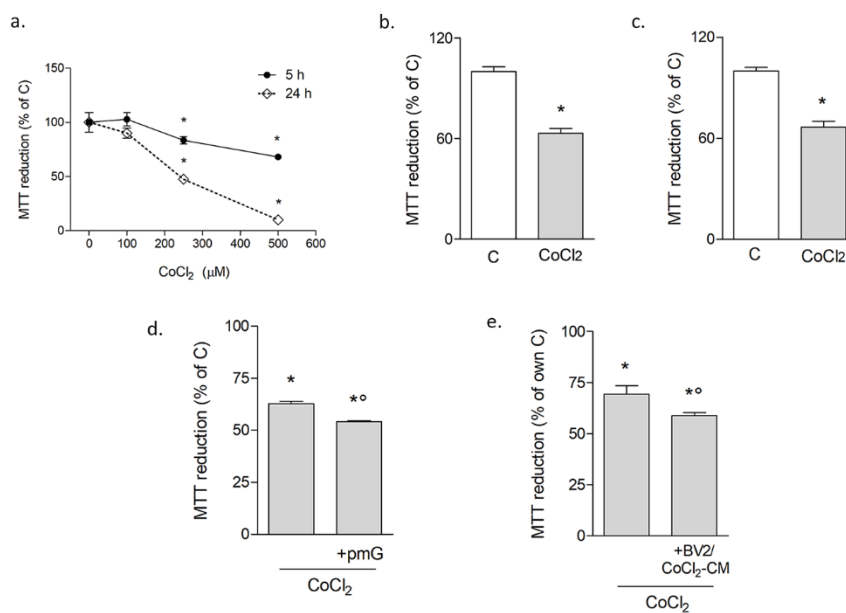 a.
MTT reduction (% of C)
150
100
50
0
0 100 200 300 400 500 600
CoCl2 (μM)
5 h
24 h
*
*
*
*
b.
MTT reduction (% of C)
120
60
0
*
C CoCl2
c.
MTT reduction (% of C)
120
60
0
*
C CoCl2
d.
MTT reduction (% of C)
100
75
50
25
0
* *°
+pmG
CoCl2
e.
MTT reduction (% of own C)
100
75
50
25
0
* *°
+BV2/
CoCl2-CM
CoCl2